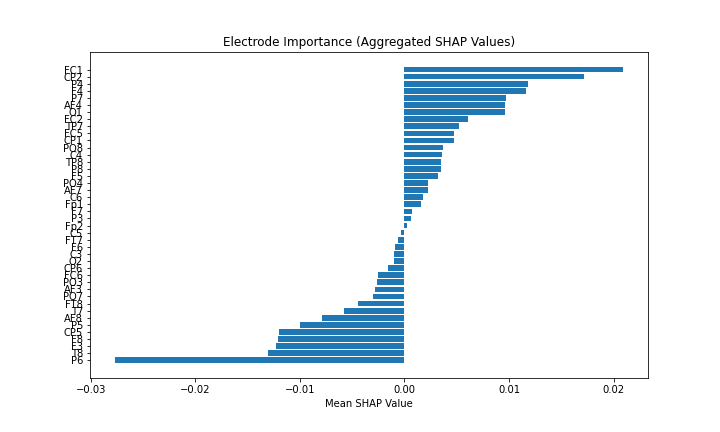 Electrode Importance (Aggregated SHAP Values)
FC1
CP2
P4
F4
P7
AF4
O1
FC2
TP7
FC5
CP1
PO8
C4
TP8
P8
F5
PO4
AF7
C6
Fp1
F7
P3
Fp2
C5
FT7
F6
C3
O2
CP6
FC6
PO3
AF3
PO7
FT8
T7
AF8
P5
CP5
F8
F3
T8
P6
−0.03 −0.02 −0.01 0.00 0.01 0.02
Mean SHAP Value